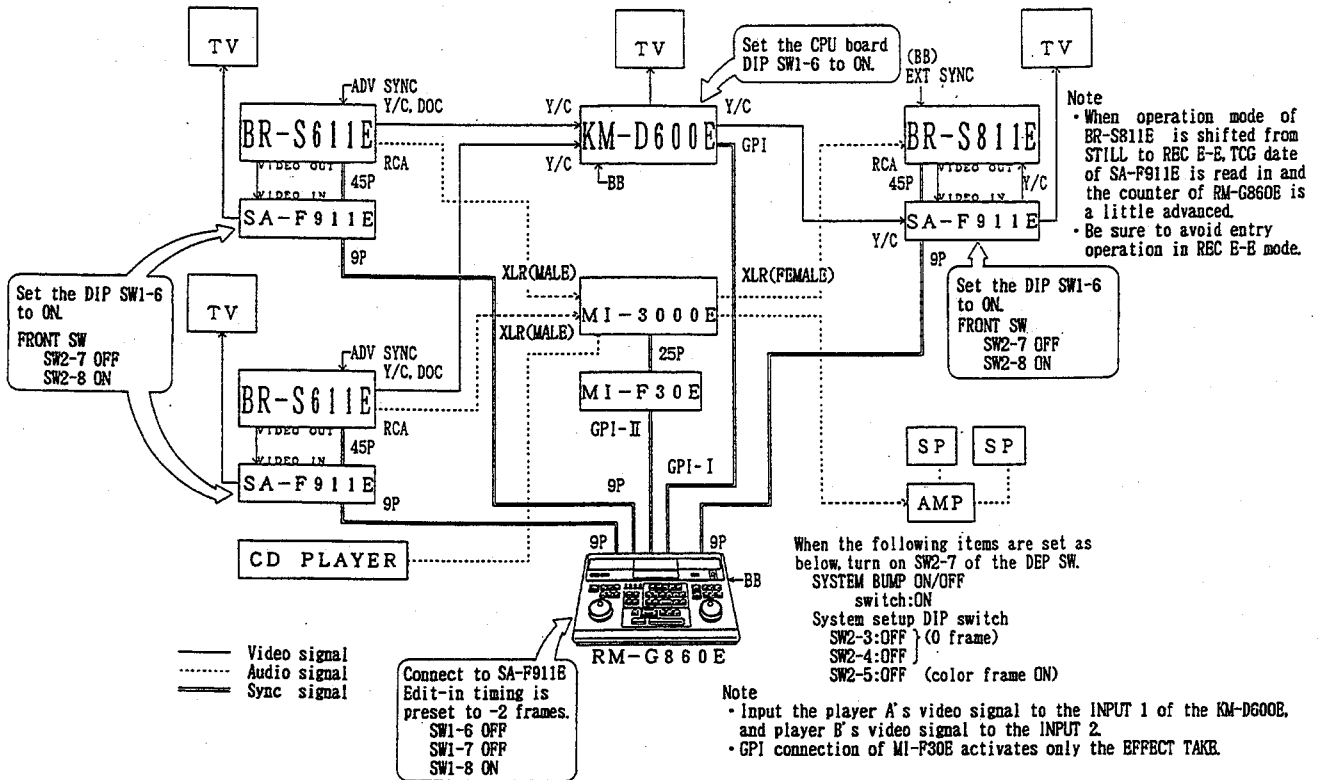 TV
TV
TV
Set the CPU board
DIP SW1-6 to ON.
(BB)
EXT SYNC
ADV SYNC
Y/C, DOC
Y/C
Y/C
BR-S611E
KM-D600E
BR-S811E
GPI
RCA
Y/C
BB
RCA
VIDEO OUT
45P
VIDEO IN
SA-F911E
9P
VIDEO OUT
45P
VIDEO IN
Y/C
SA-F911E
Y/C
9P
Note
・When operation mode of
BR-S811E is shifted from
STILL to REC E-E, TCG date
of SA-F911E is read in and
the counter of RM-G860E is
a little advanced.
・Be sure to avoid entry
operation in REC E-E mode.
Set the DIP SW1-6
to ON.
FRONT SW
SW2-7 OFF
SW2-8 ON
TV
XLR(MALE)
XLR(FEMALE)
MI-3000E
XLR(MALE)
Set the DIP SW1-6
to ON.
FRONT SW
SW2-7 OFF
SW2-8 ON
ADV SYNC
Y/C, DOC
25P
BR-S611E
MI-F30E
RCA
VIDEO OUT
45P
VIDEO IN
SA-F911E
9P
GPI-II
GPI-I
9P
SP
SP
AMP
CD PLAYER
9P
9P
BB
RM-G860E
When the following items are set as
below, turn on SW2-7 of the DEP SW.
SYSTEM BUMP ON/OFF
switch:ON
System setup DIP switch
SW2-3:OFF } (0 frame)
SW2-4:OFF
SW2-5:OFF (color frame ON)
Video signal
Audio signal
Sync signal
Connect to SA-F911E
Edit-in timing is
preset to -2 frames.
SW1-6 OFF
SW1-7 OFF
SW1-8 ON
Note
・Input the player A's video signal to the INPUT 1 of the KM-D600E,
and player B's video signal to the INPUT 2.
・GPI connection of MI-F30E activates only the EFFECT TAKE.